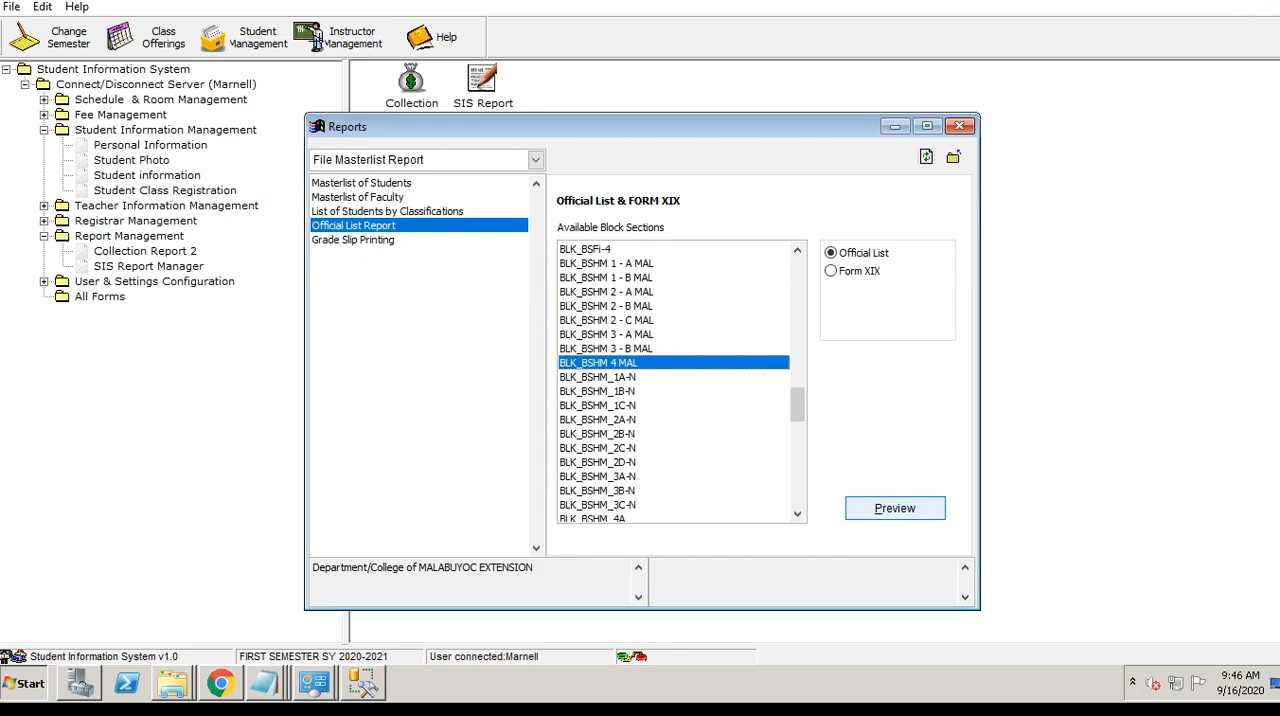 File Edit Help
Change Semester
Class Offerings
Student Management
Instructor Management
Help
Student Information System
Connect/Disconnect Server (Marnell)
Schedule & Room Management
Fee Management
Student Information Management
Personal Information
Student Photo
Student information
Student Class Registration
Teacher Information Management
Registrar Management
Report Management
Collection Report 2
SIS Report Manager
User & Settings Configuration
All Forms
Collection
SIS Report
Reports
File Masterlist Report
Masterlist of Students
Masterlist of Faculty
List of Students by Classifications
Official List Report
Grade Slip Printing
Official List & FORM XIX
Available Block Sections
BLK_BSFi-4
BLK_BSHM 1 - A MAL
BLK_BSHM 1 - B MAL
BLK_BSHM 2 - A MAL
BLK_BSHM 2 - B MAL
BLK_BSHM 2 - C MAL
BLK_BSHM 3 - A MAL
BLK_BSHM 3 - B MAL
BLK_BSHM 4 MAL
BLK_BSHM_1A-N
BLK_BSHM_1B-N
BLK_BSHM_1C-N
BLK_BSHM_2A-N
BLK_BSHM_2B-N
BLK_BSHM_2C-N
BLK_BSHM_2D-N
BLK_BSHM_3A-N
BLK_BSHM_3B-N
BLK_BSHM_3C-N
BLK_BSHM_4A
Official List
Form XIX
Preview
Department/College of MALABUYOC EXTENSION
Student Information System v1.0
FIRST SEMESTER SY 2020-2021
User connected:Marnell
Start
9:46 AM
9/16/2020